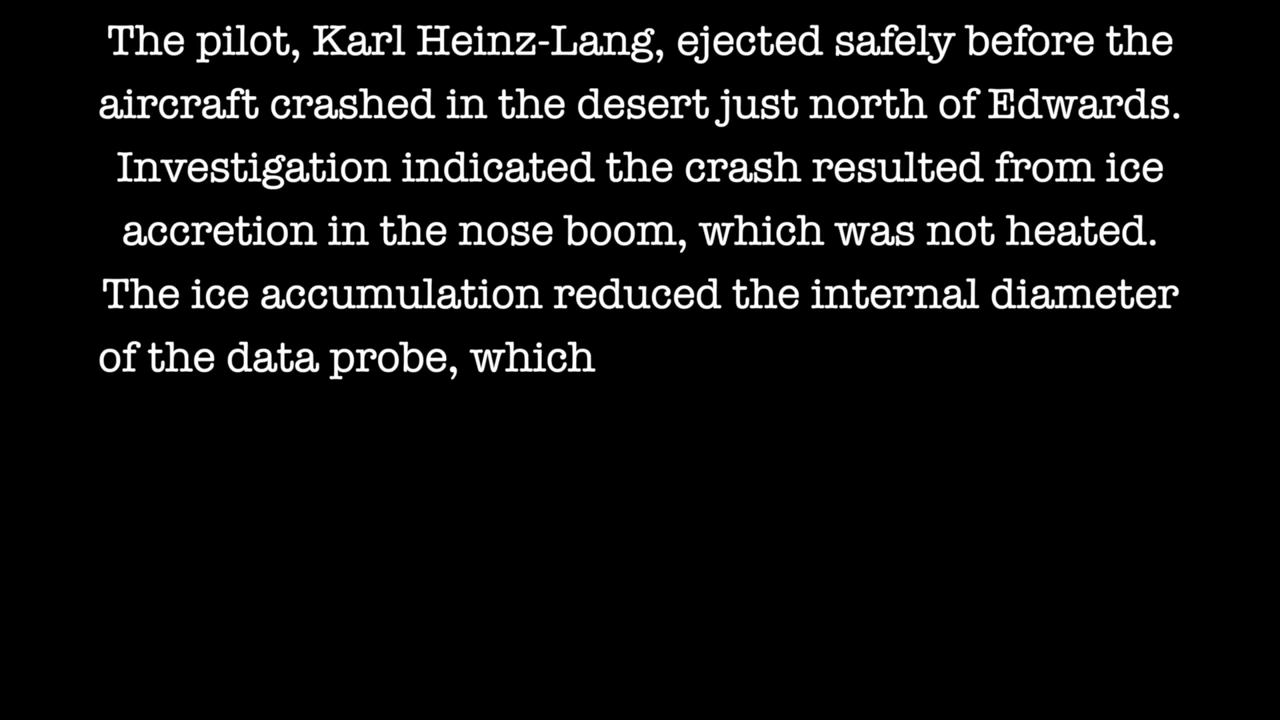 The pilot, Karl Heinz-Lang, ejected safely before the
aircraft crashed in the desert just north of Edwards.
Investigation indicated the crash resulted from ice
accretion in the nose boom, which was not heated.
The ice accumulation reduced the internal diameter
of the data probe, which